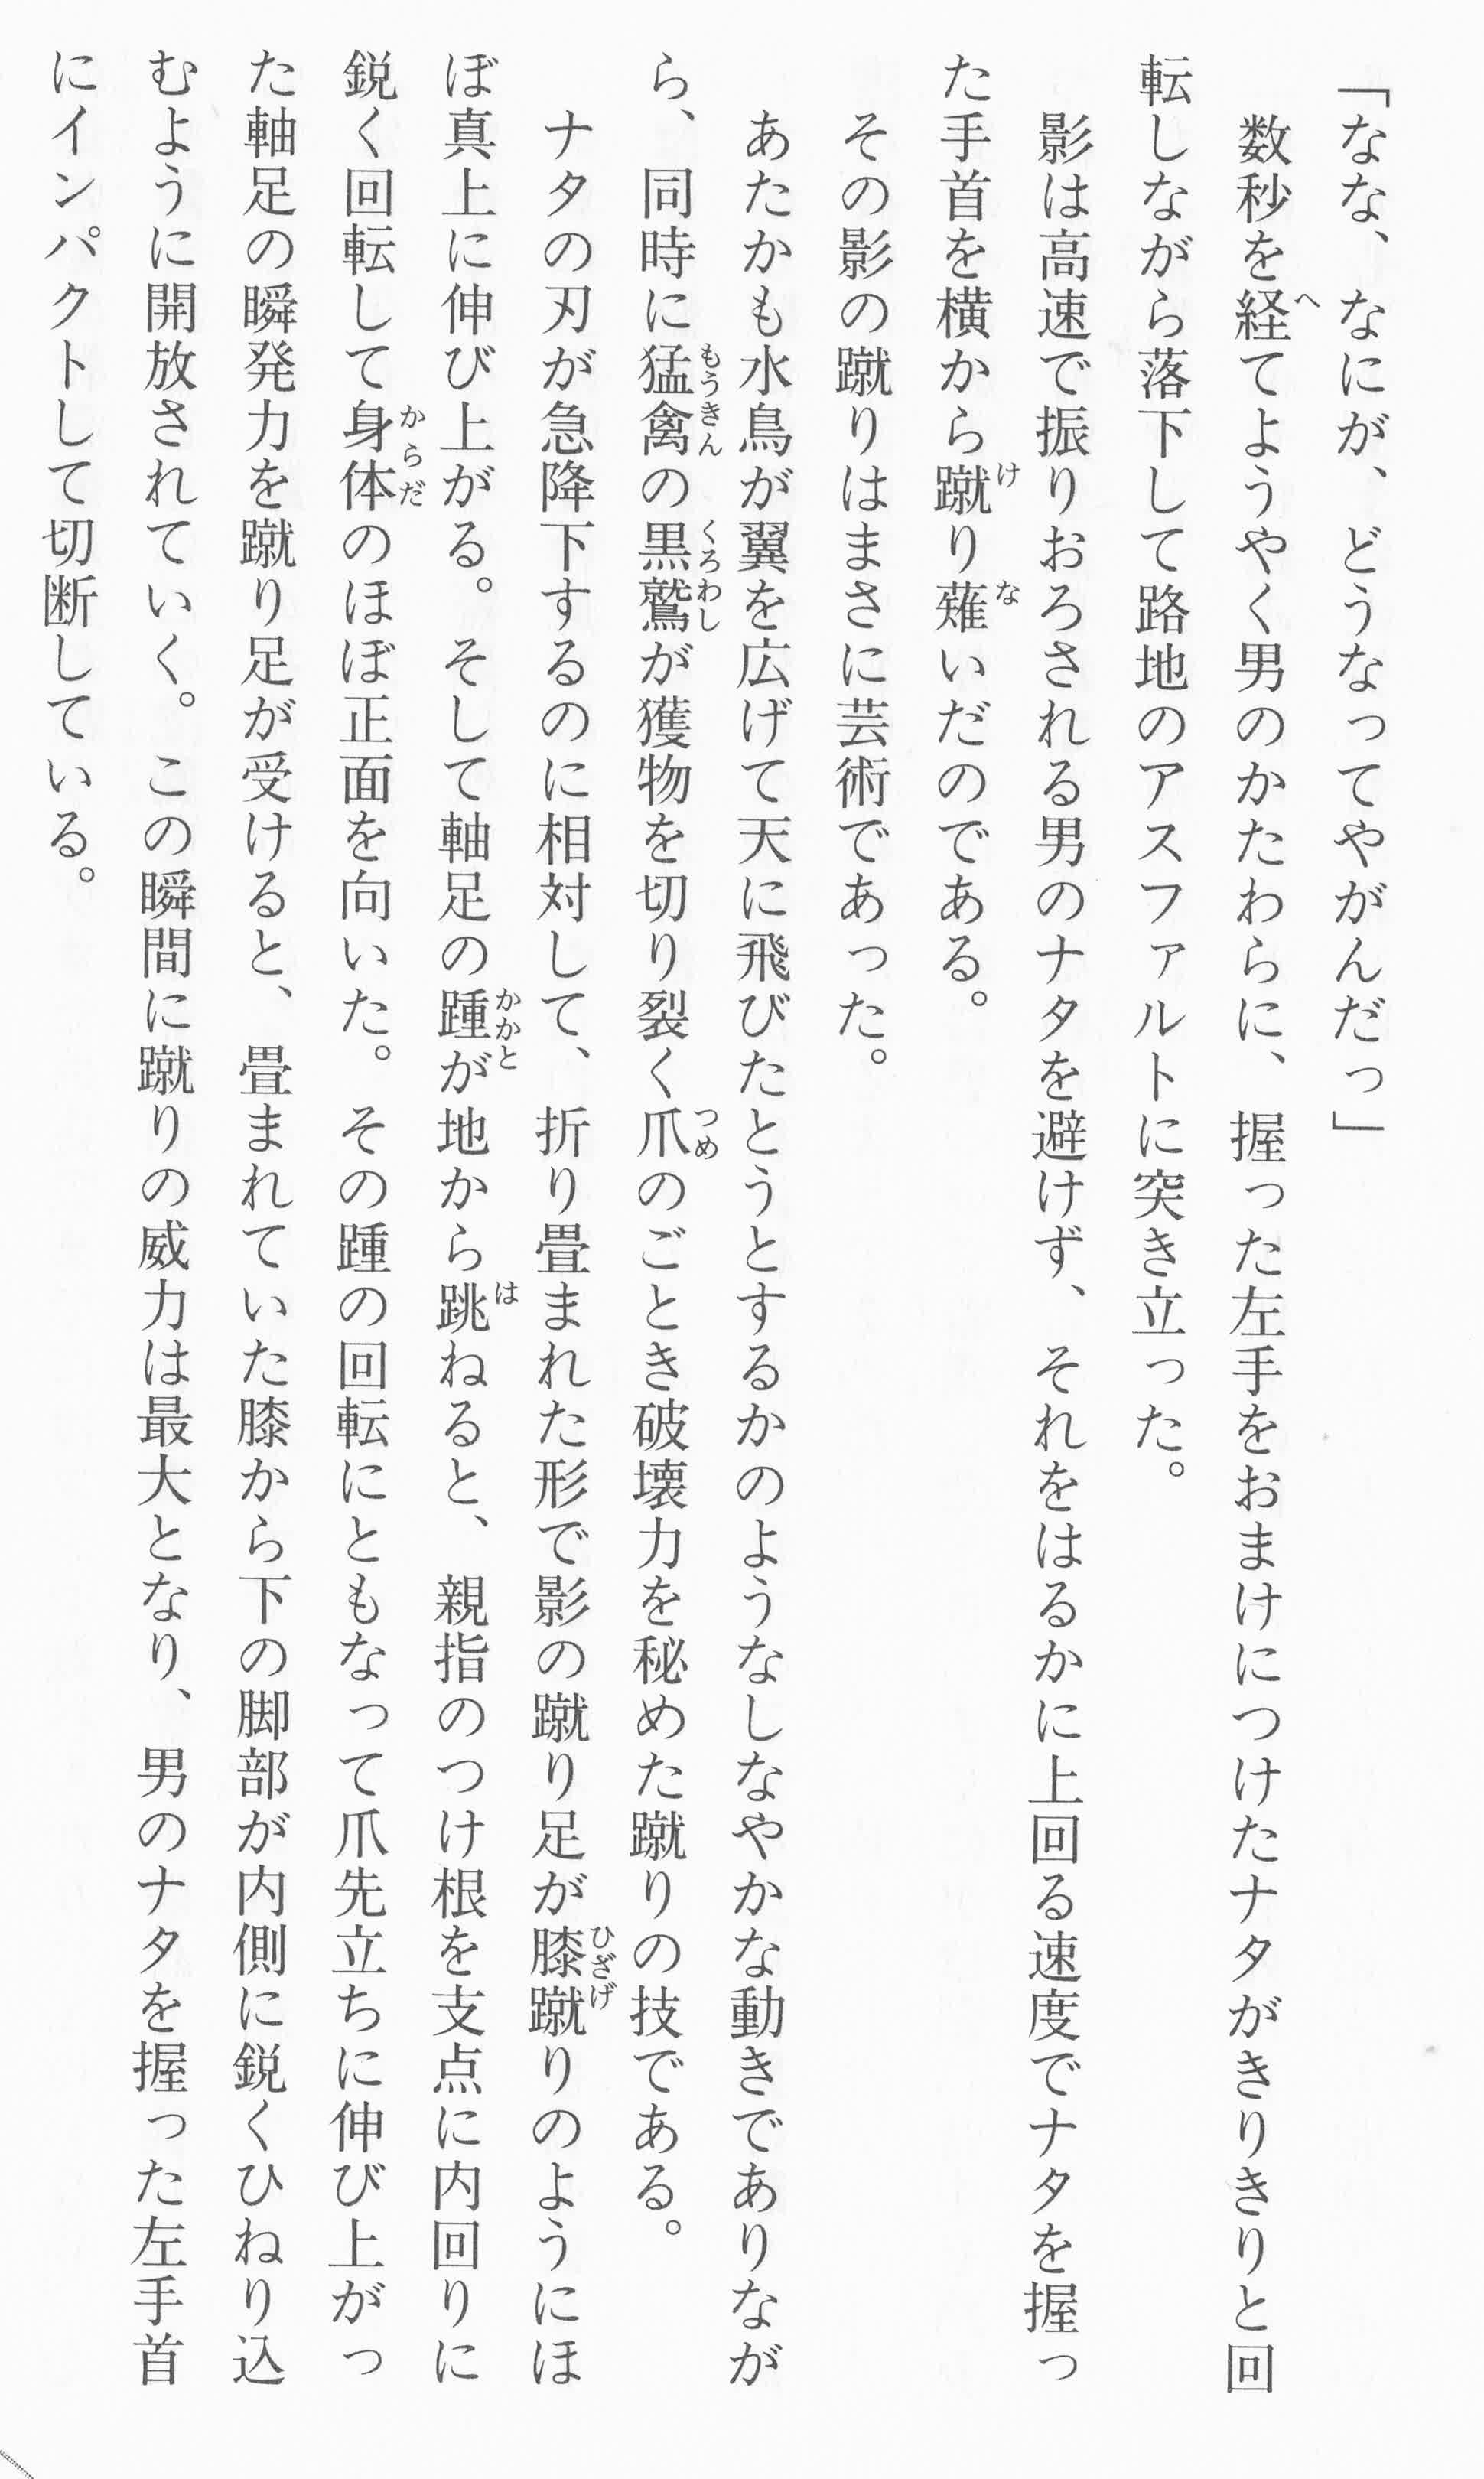 「なな、なにが、どうなってやがんだっ」
　数秒を経てようやく男のかたわらに、握った左手をおまけにつけたナタがきりきりと回
転しながら落下して路地のアスファルトに突き立った。
　影は高速で振りおろされる男のナタを避けず、それをはるかに上回る速度でナタを握っ
た手首を横から蹴り薙いだのである。
　その影の蹴りはまさに芸術であった。
　あたかも水鳥が翼を広げて天に飛びたとうとするかのようなしなやかな動きでありなが
ら、同時に猛禽の黒鷲が獲物を切り裂く爪のごとき破壊力を秘めた蹴りの技である。
　ナタの刃が急降下するのに相対して、折り畳まれた形で影の蹴り足が膝蹴りのようにほ
ぼ真上に伸び上がる。そして軸足の踵が地から跳ねると、親指のつけ根を支点に内回りに
鋭く回転して身体のほぼ正面を向いた。その踵の回転にともなって爪先立ちに伸び上がっ
た軸足の瞬発力を蹴り足が受けると、畳まれていた膝から下の脚部が内側に鋭くひねり込
むように開放されていく。この瞬間に蹴りの威力は最大となり、男のナタを握った左手首
にインパクトして切断している。